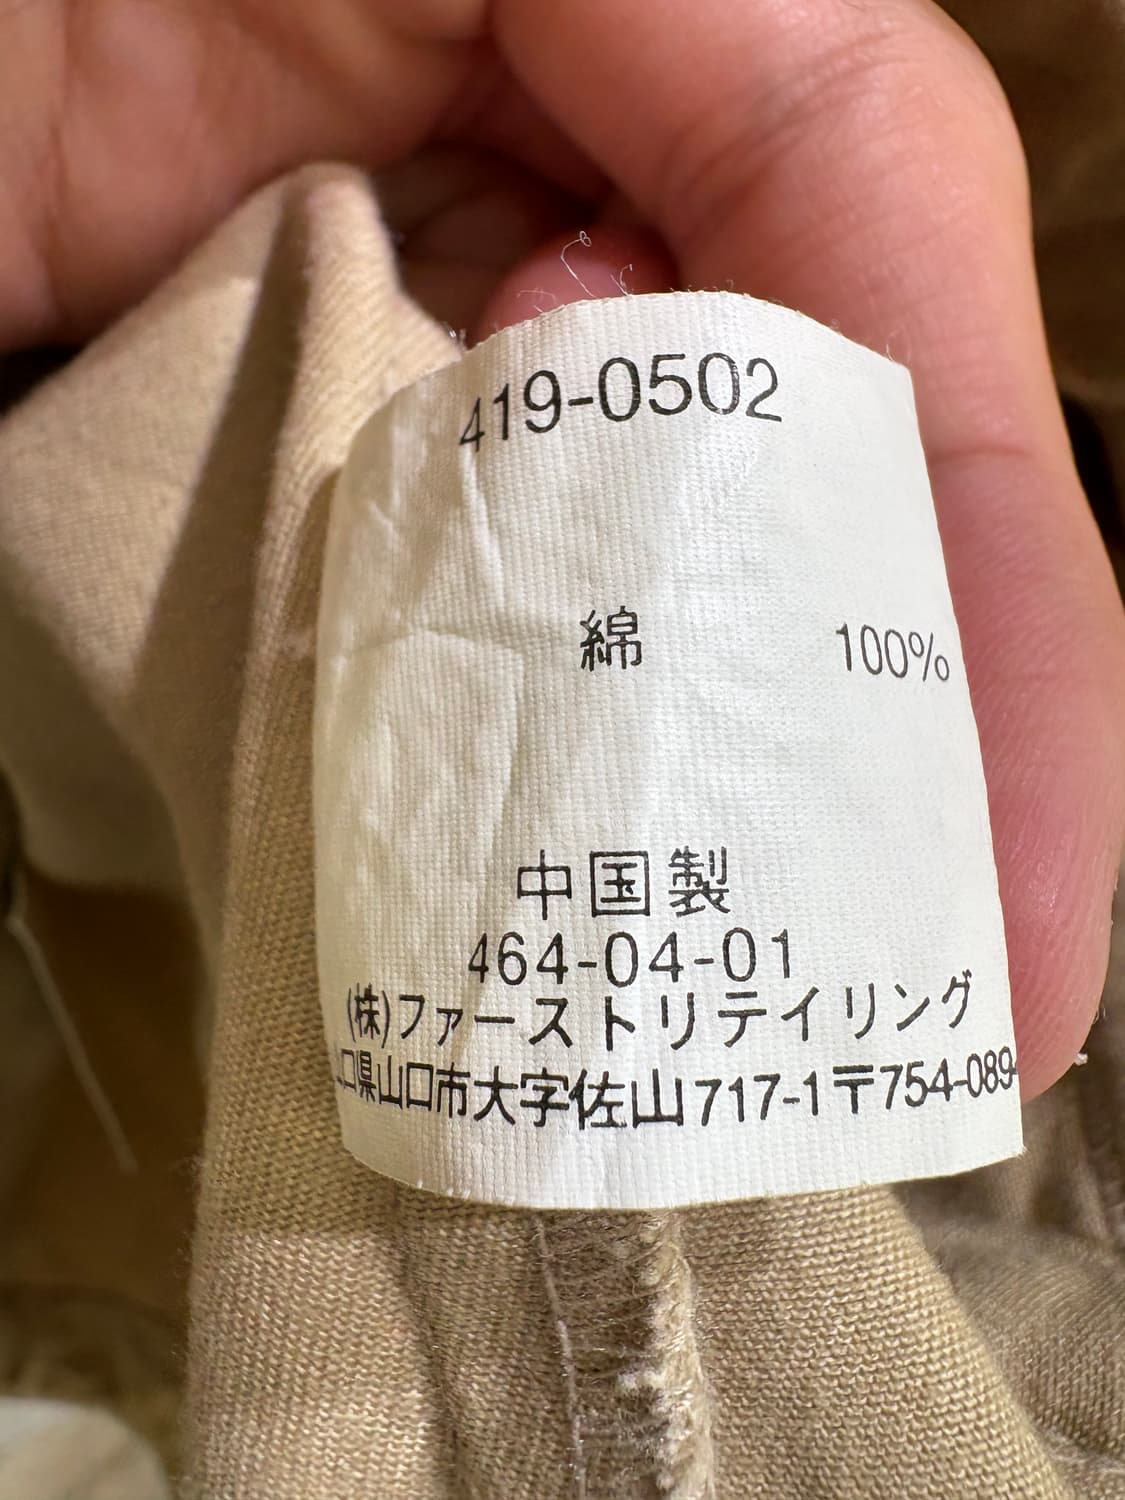 419-0502
綿 100%
中国製
464-04-01
(株)ファーストリテイリング
口県山口市大字佐山717-1〒754-089